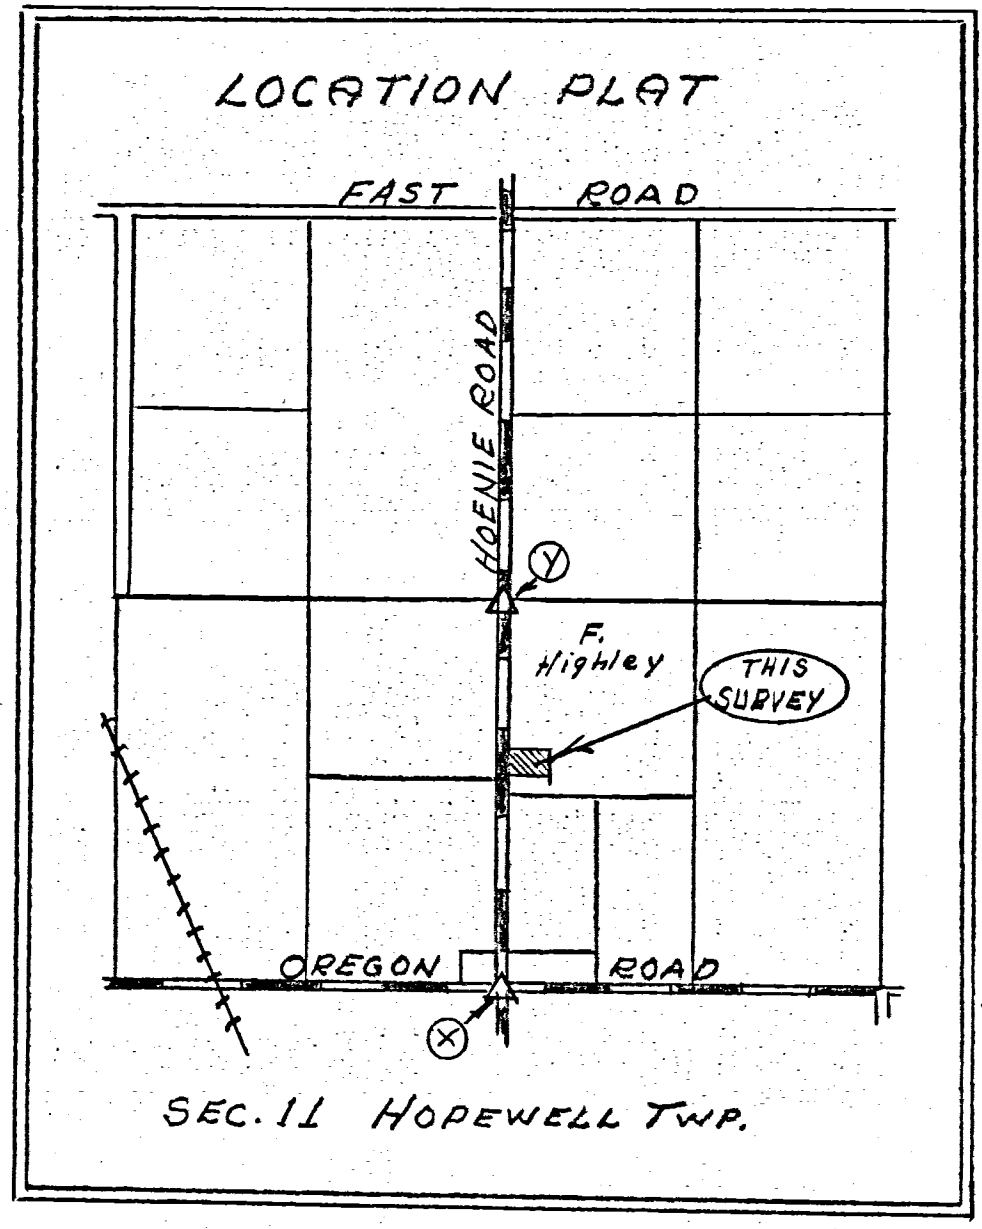 LOCATION PLAT
FAST ROAD
HOENIE ROAD
Y
F.
Highley
THIS
SURVEY
OREGON ROAD
X
SEC. 11 HOPEWELL TWP.